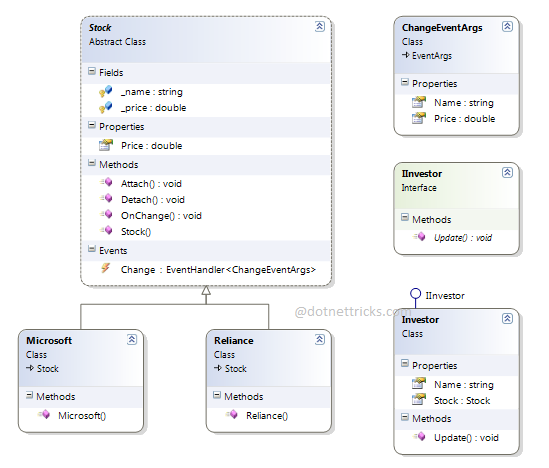 Stock
Abstract Class
Fields
_name : string
_price : double
Properties
Price : double
Methods
Attach() : void
Detach() : void
OnChange() : void
Stock()
Events
Change : EventHandler<ChangeEventArgs>
ChangeEventArgs
Class
EventArgs
Properties
Name : string
Price : double
IInvestor
Interface
Methods
Update() : void
@dotnettricks.com
IInvestor
Microsoft
Class
Stock
Methods
Microsoft()
Reliance
Class
Stock
Methods
Reliance()
Investor
Class
Properties
Name : string
Stock : Stock
Methods
Update() : void